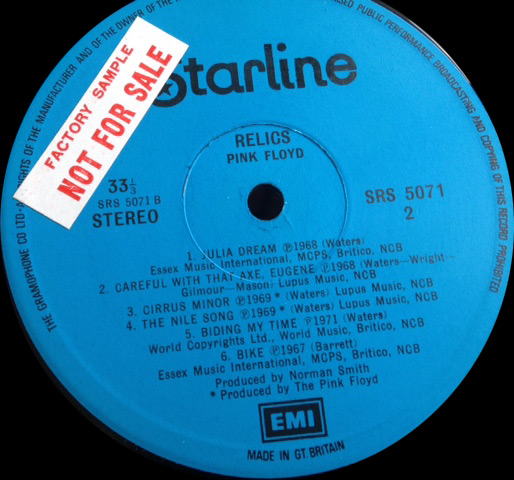 THE GRAMOPHONE CO LTD-ALL RIGHTS OF THE MANUFACTURER AND OF THE OWNER OF THE
PUBLIC PERFORMANCE BROADCASTING AND COPYING OF THIS RECORD PROHIBITED
Starline
FACTORY SAMPLE
NOT FOR SALE
RELICS
PINK FLOYD
33 1/3
SRS 5071 B
STEREO
SRS 5071
2
1. JULIA DREAM ℗1968 (Waters)
Essex Music International, MCPS, Britico, NCB
2. CAREFUL WITH THAT AXE, EUGENE ℗1968 (Waters—Wright—
Gilmour—Mason) Lupus Music, NCB
3. CIRRUS MINOR ℗1969* (Waters) Lupus Music, NCB
4. THE NILE SONG ℗1969* (Waters) Lupus Music, NCB
5. BIDING MY TIME ℗1971 (Waters)
World Copyrights Ltd., World Music, Britico, NCB
6. BIKE ℗1967 (Barrett)
Essex Music International, MCPS, Britico, NCB
Produced by Norman Smith
* Produced by The Pink Floyd
EMI
MADE IN GT. BRITAIN